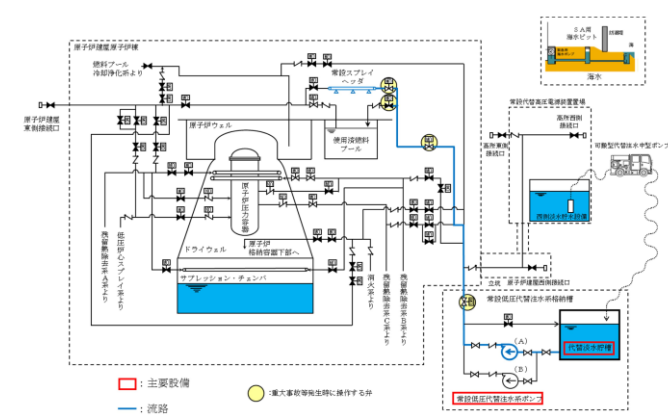 原子炉建屋原子炉棟
燃料プール
冷却浄化系より
常設スプレイ
ヘッダ
原子炉建屋
東側接続口
原子炉ウェル
使用済燃料
プール
原子炉圧力容器
ドライウェル
原子炉
格納容器下部へ
サプレッション・チェンバ
残留熱除去系A系より
低圧炉心スプレイ系より
消火系より
残留熱除去系C系より
残留熱除去系B系より
SA用
海水ピット
海
海水
常設代替高圧電源装置置場
高所西側
接続口
高所東側
接続口
可搬型代替注水中型ポンプ
西側淡水貯水設備
立坑
原子炉建屋西側接続口
常設低圧代替注水系格納槽
(A)
(B)
代替淡水貯槽
常設低圧代替注水系ポンプ
:主要設備
:流路
:重大事故等発生時に操作する弁